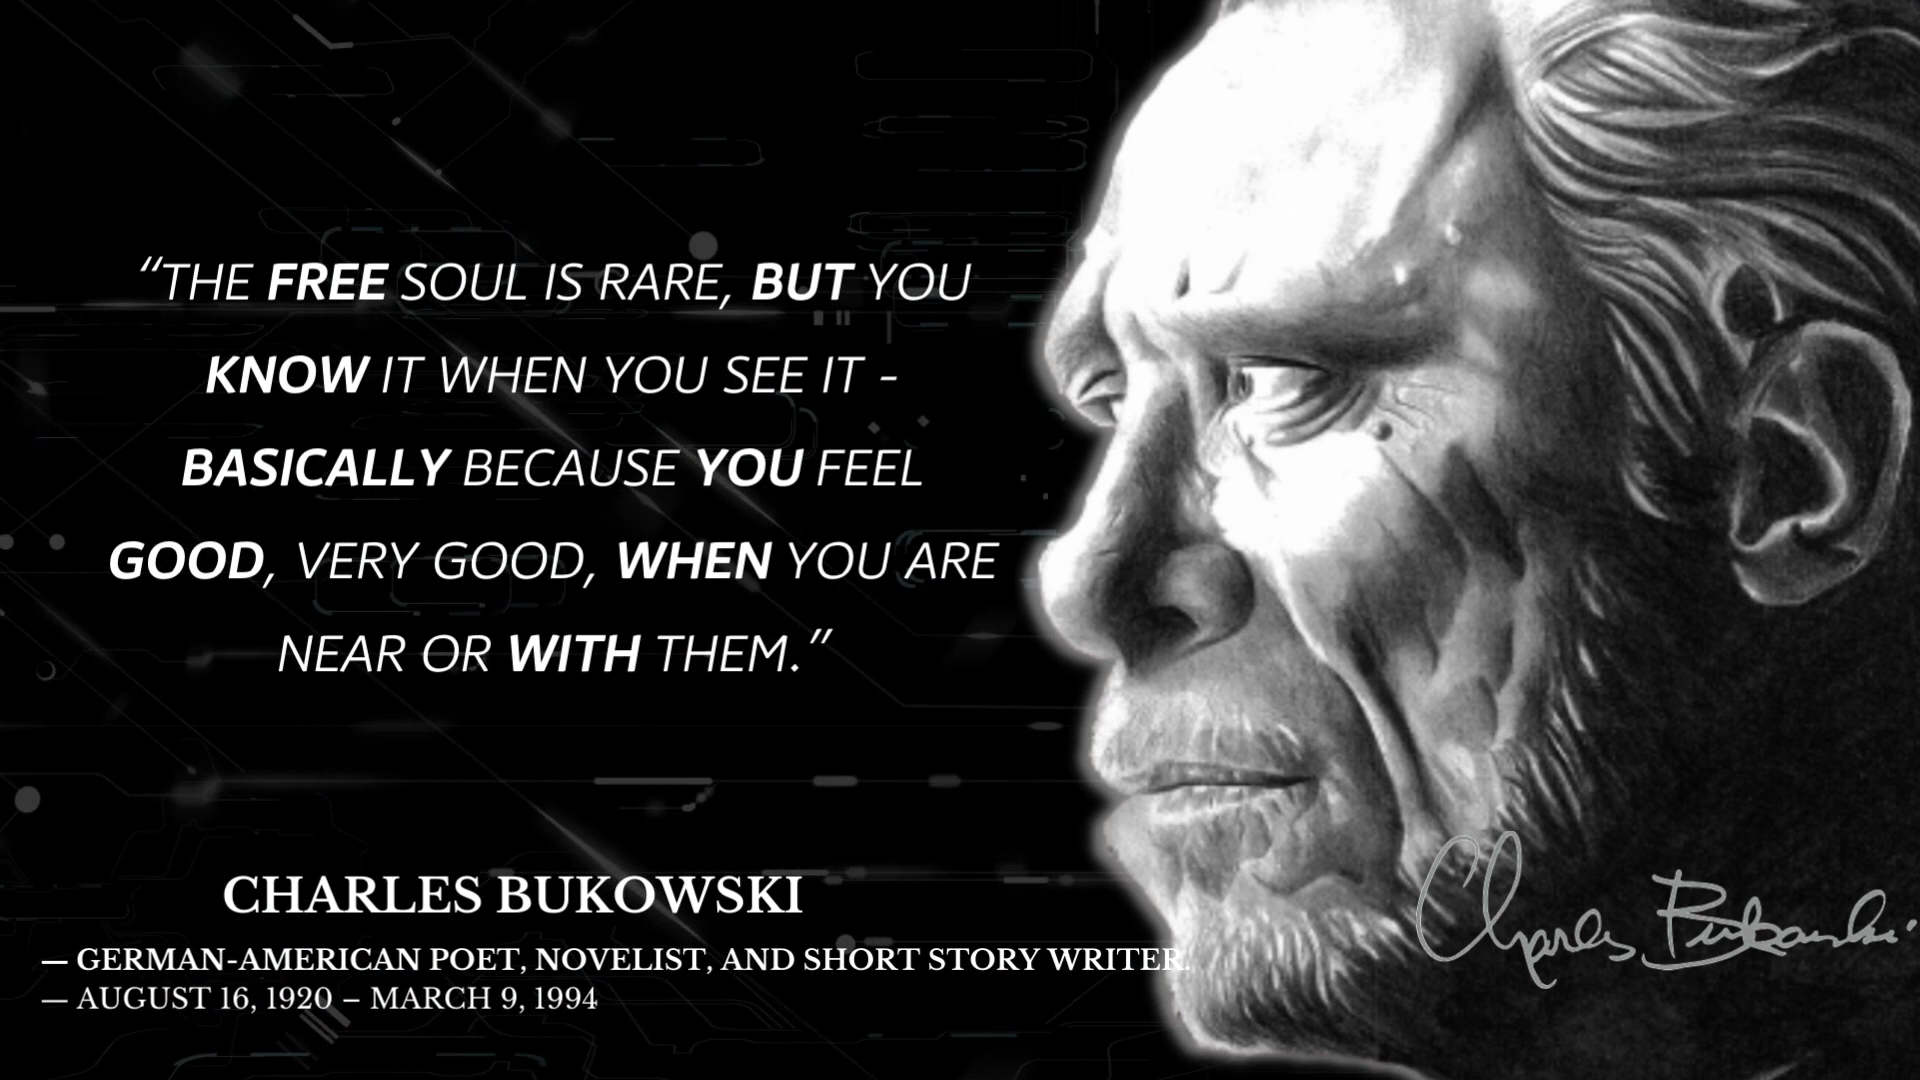 “THE FREE SOUL IS RARE, BUT YOU
KNOW IT WHEN YOU SEE IT -
BASICALLY BECAUSE YOU FEEL
GOOD, VERY GOOD, WHEN YOU ARE
NEAR OR WITH THEM.”
CHARLES BUKOWSKI
— GERMAN-AMERICAN POET, NOVELIST, AND SHORT STORY WRITER.
— AUGUST 16, 1920 – MARCH 9, 1994
Charles Bukowski